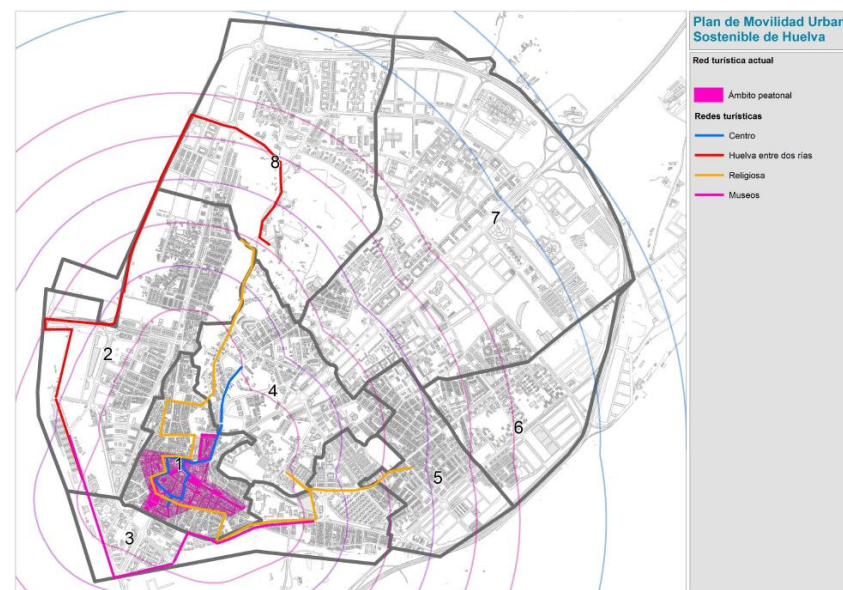 Plan de Movilidad Urban
Sostenible de Huelva
Red turística actual
Ámbito peatonal
Redes turísticas
Centro
Huelva entre dos rías
Religiosa
Museos
8
7
2
4
6
1
5
3